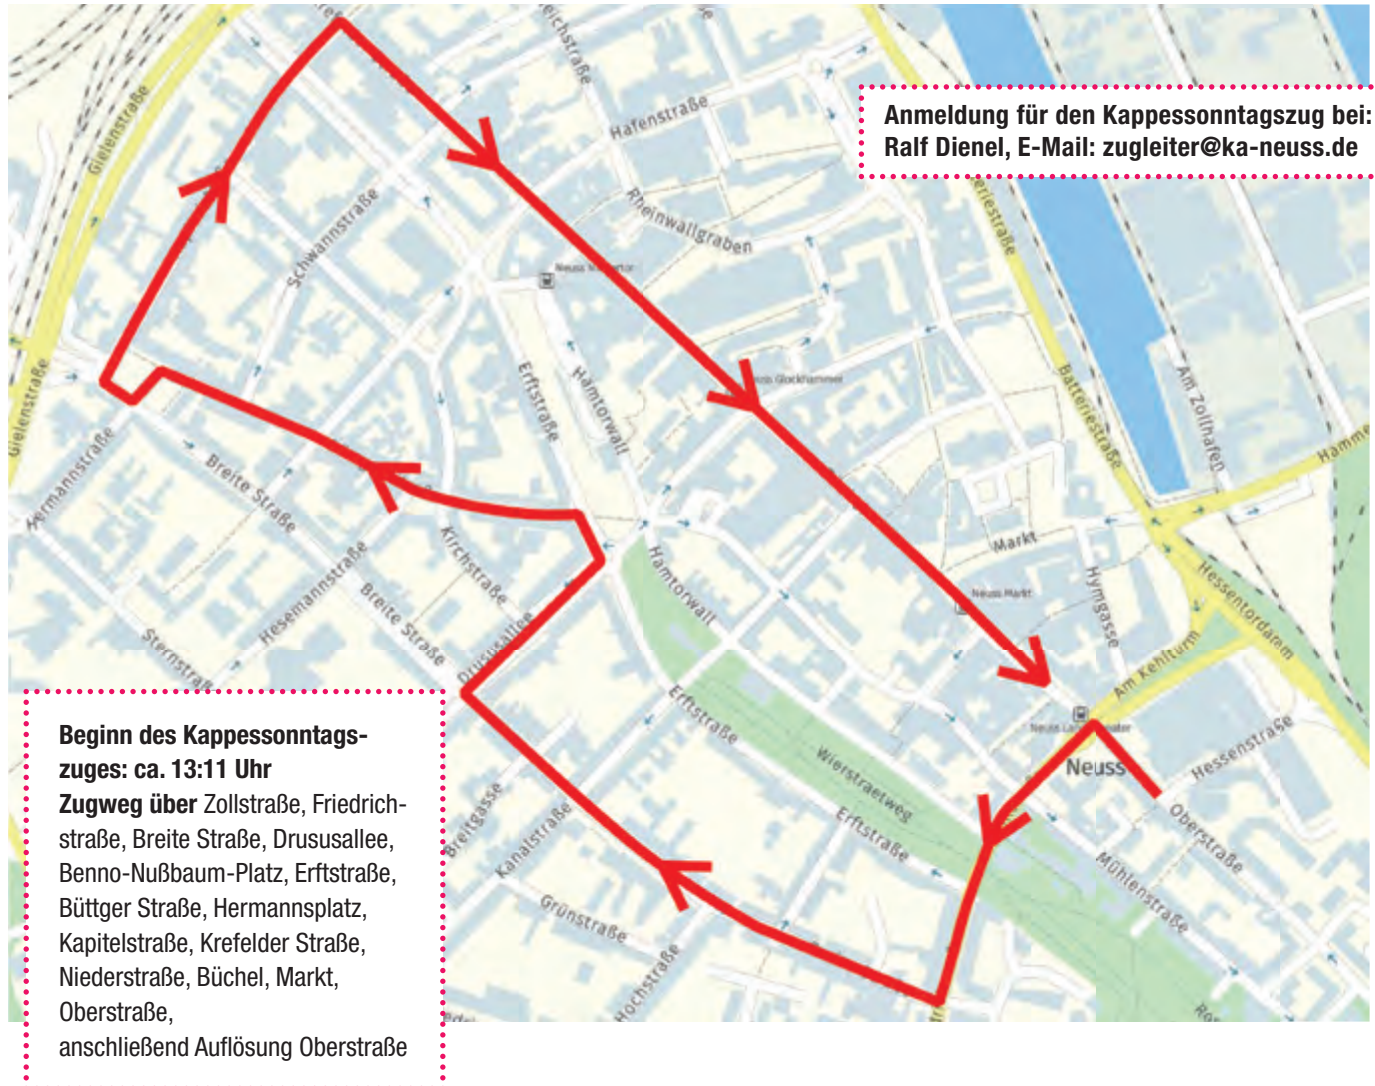 Anmeldung für den Kappessonntagszug bei:
Ralf Dienel, E-Mail: zugleiter@ka-neuss.de
Gielenstraße
Hafenstraße
Rheinwallgraben
Schwannstraße
Gielenstraße
Erftstraße
Hamtorwall
Batteriestraße
Am Zollhafen
Breite Straße
Hesemannstraße
Kirchstraße
Breite Straße
Drususallee
Hamtorwall
Markt
Neuss Markt
Hymgasse
Hessentordamm
Am Kehlturm
Erftstraße
Wierstraetweg
Erftstraße
Neuss
Hessenstraße
Oberstraße
Mühlenstraße
Breitgasse
Kanalstraße
Grünstraße
Hochstraße
Beginn des Kappessonntags-
zuges: ca. 13:11 Uhr
Zugweg über Zollstraße, Friedrich-
straße, Breite Straße, Drususallee,
Benno-Nußbaum-Platz, Erftstraße,
Büttger Straße, Hermannsplatz,
Kapitelstraße, Krefelder Straße,
Niederstraße, Büchel, Markt,
Oberstraße,
anschließend Auflösung Oberstraße